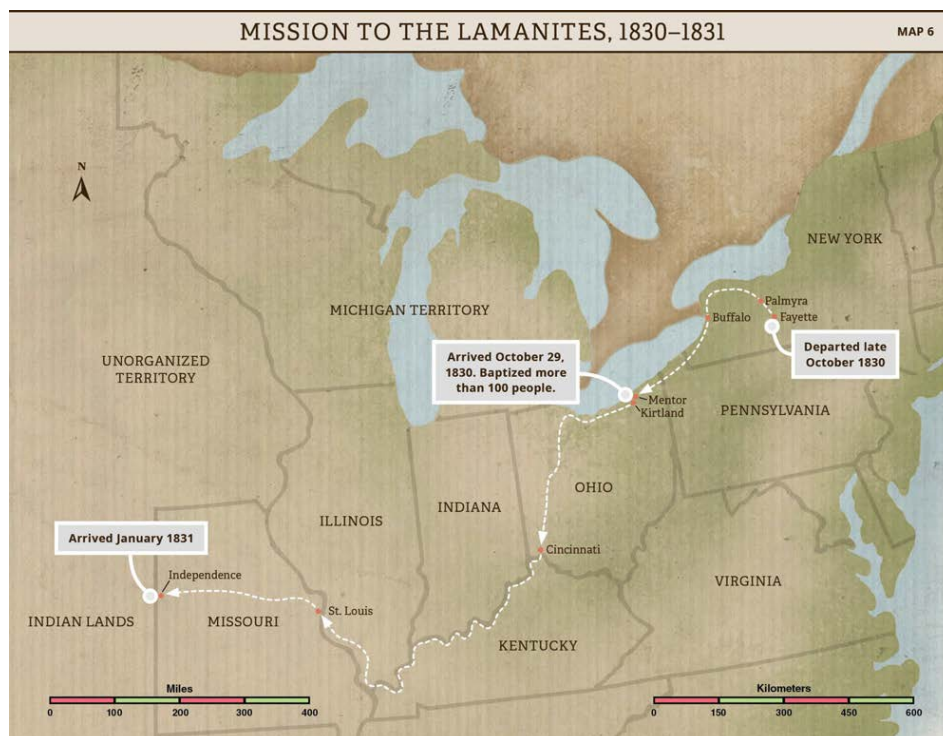 MISSION TO THE LAMANITES, 1830–1831
MAP 6
N
NEW YORK
Palmyra
MICHIGAN TERRITORY
Buffalo
Fayette
Arrived October 29,
1830. Baptized more
than 100 people.
Departed late
October 1830
UNORGANIZED
TERRITORY
Mentor
Kirtland
PENNSYLVANIA
OHIO
INDIANA
ILLINOIS
Arrived January 1831
Cincinnati
Independence
VIRGINIA
St. Louis
INDIAN LANDS
MISSOURI
KENTUCKY
Miles
0 100 200 300 400
Kilometers
0 150 300 450 600